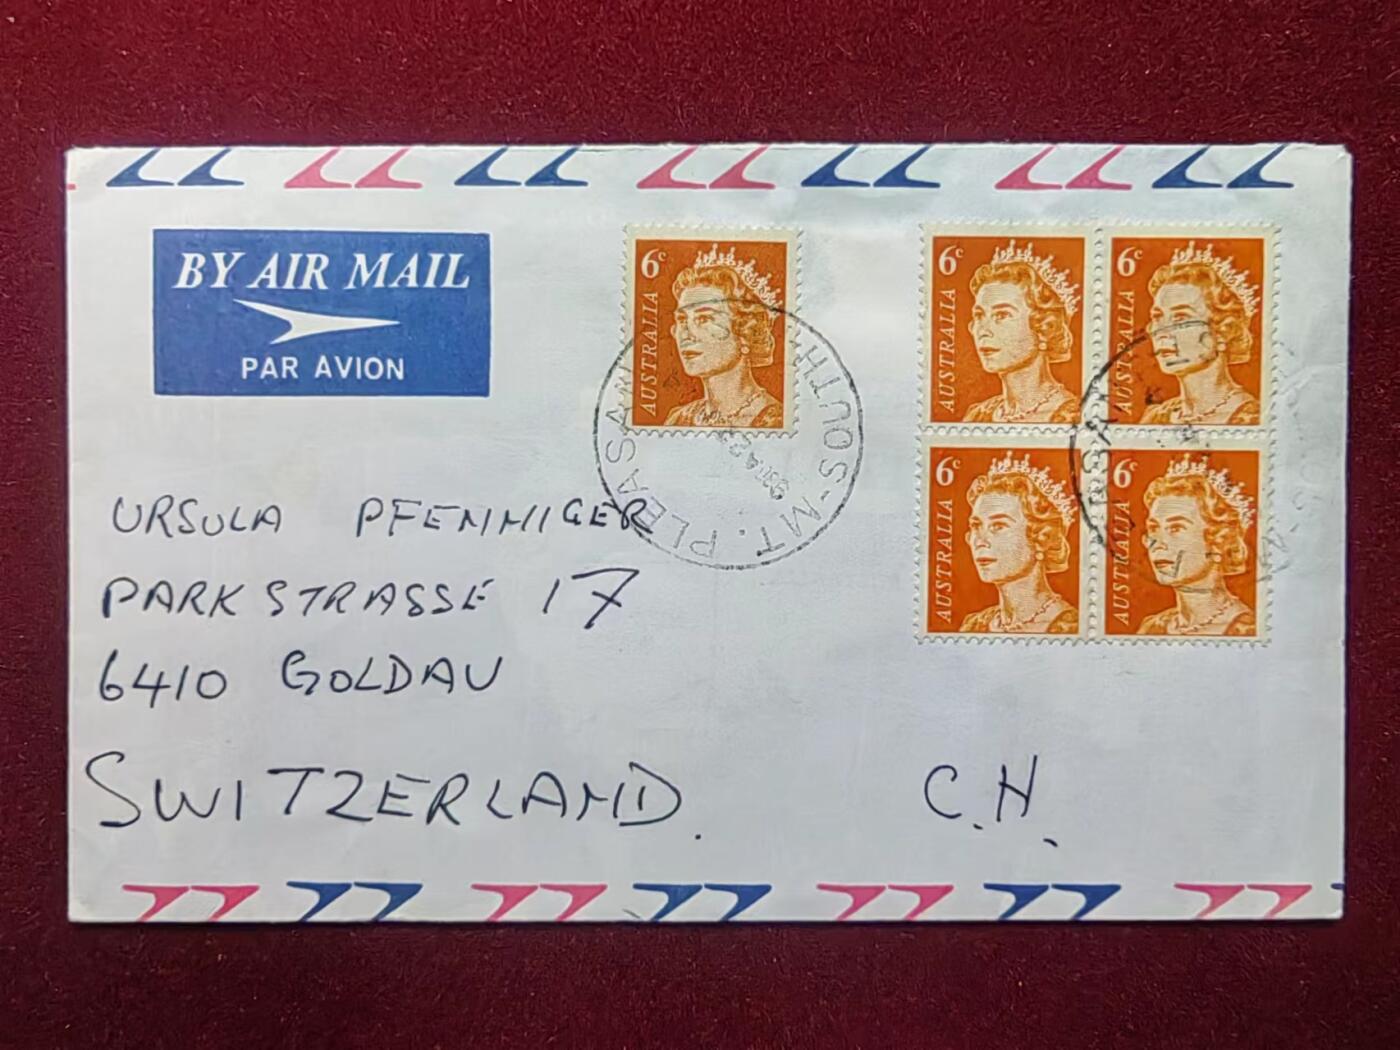 BY AIR MAIL
PAR AVION
6c
AUSTRALIA
6c
AUSTRALIA
6c
AUSTRALIA
6c
AUSTRALIA
6c
AUSTRALIA
SOUTH-MT. PLEASANT
URSULA PFENNIGER
PARKSTRASSE 17
6410 GOLDAU
SWITZERLAND.
C.H.